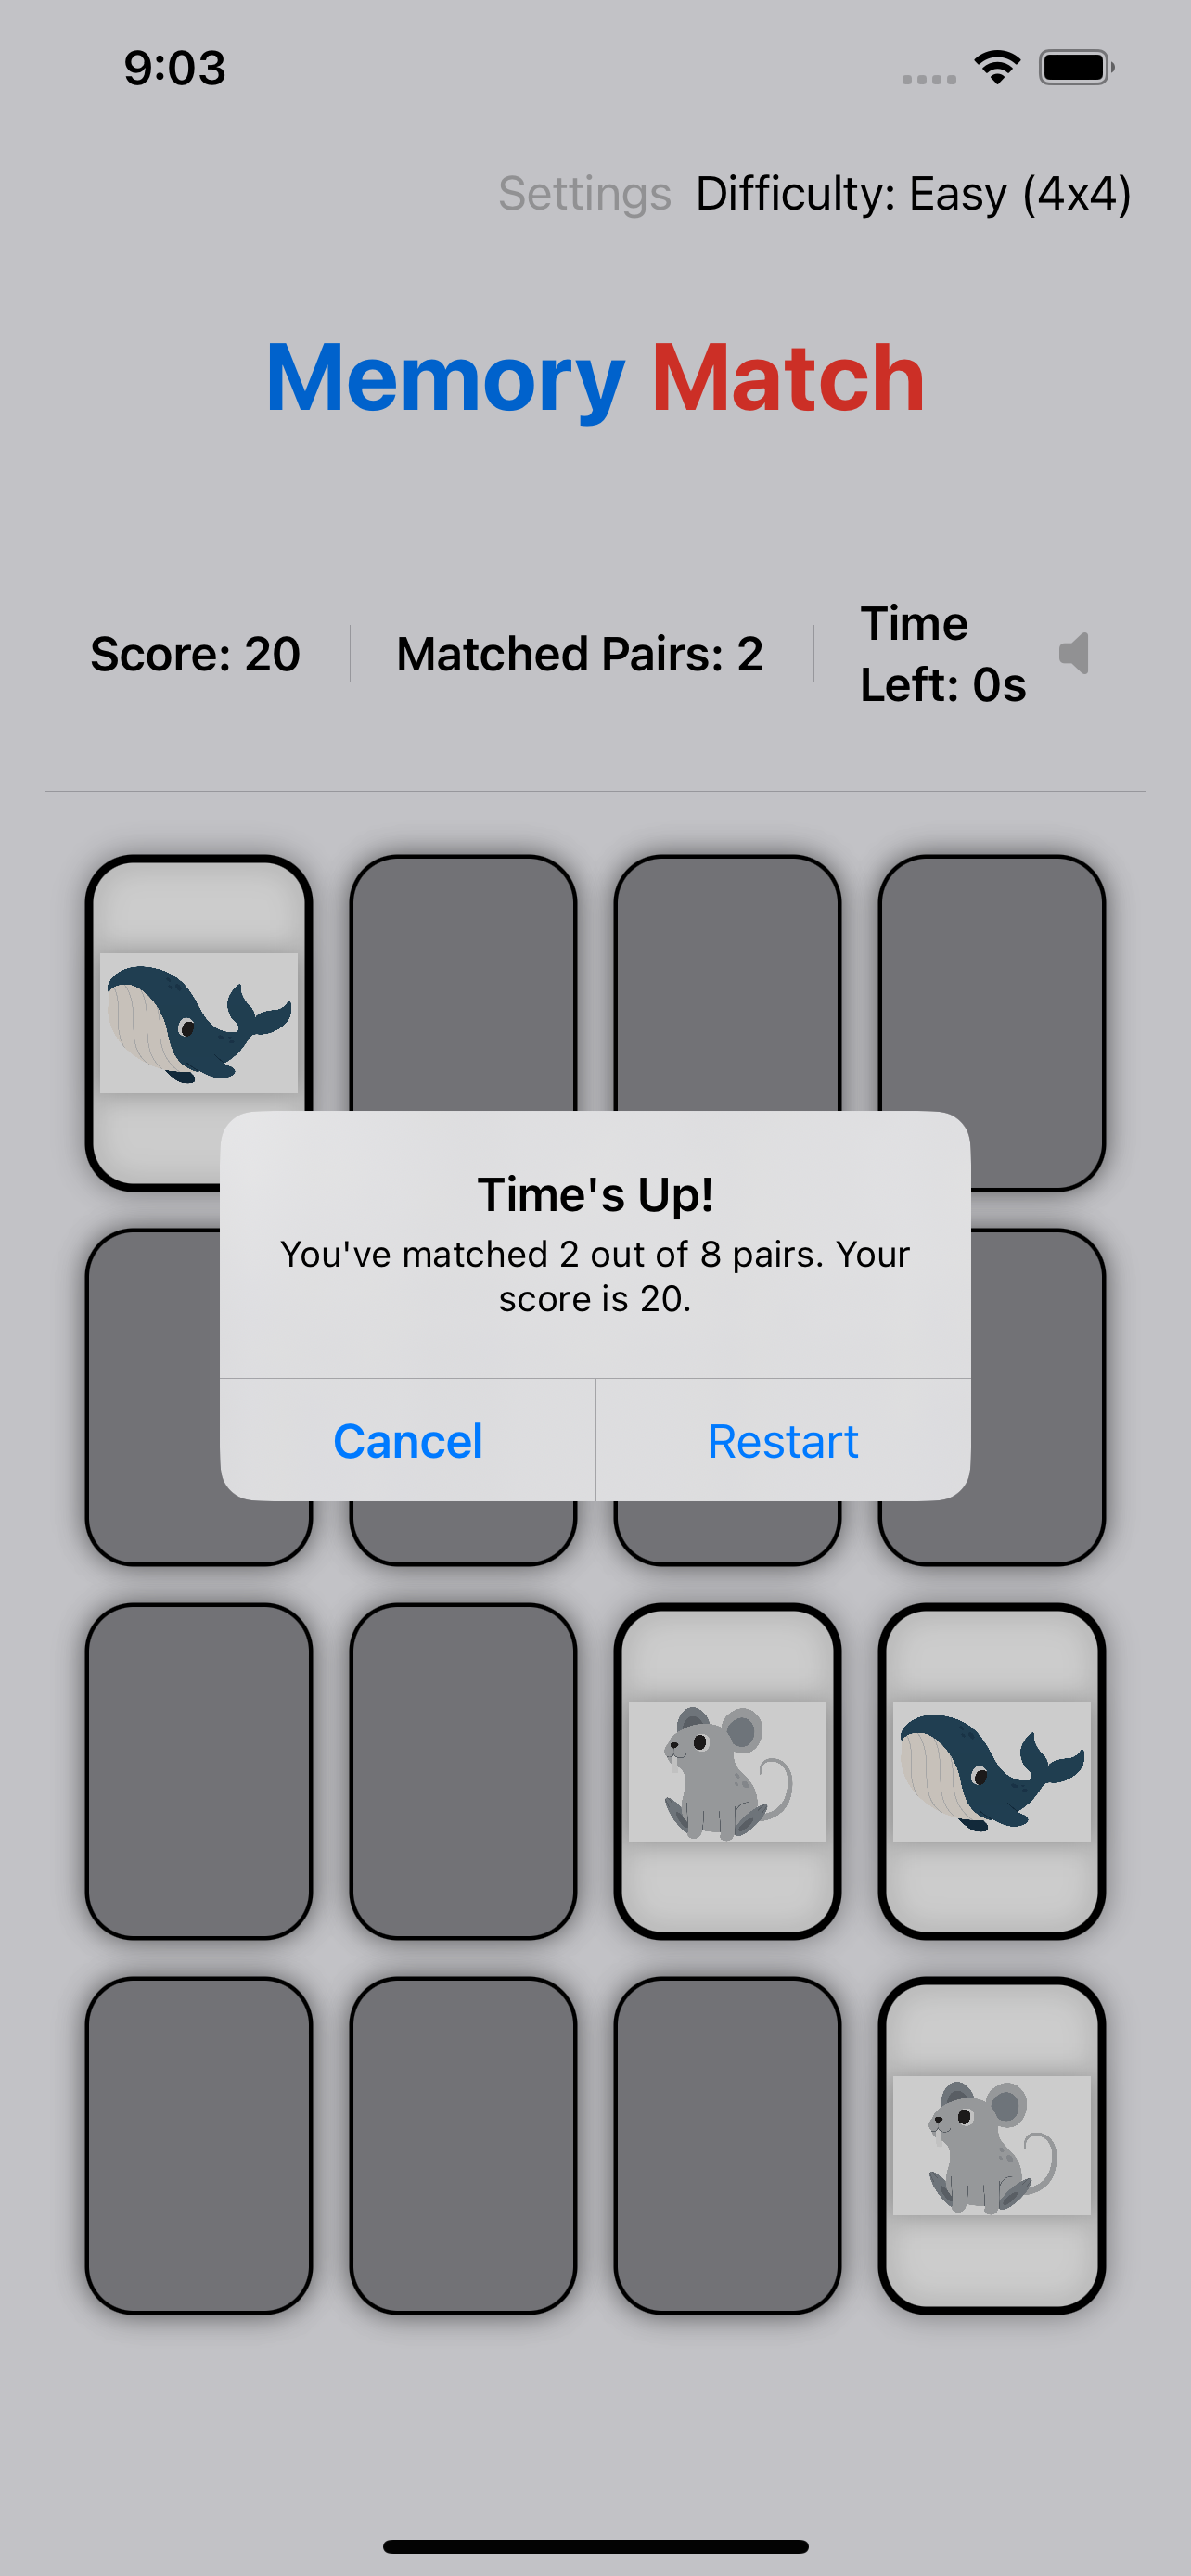 9:03
Settings Difficulty: Easy (4x4)
Memory Match
Score: 20
Matched Pairs: 2
Time
Left: 0s
Time's Up!
You've matched 2 out of 8 pairs. Your
score is 20.
Cancel
Restart